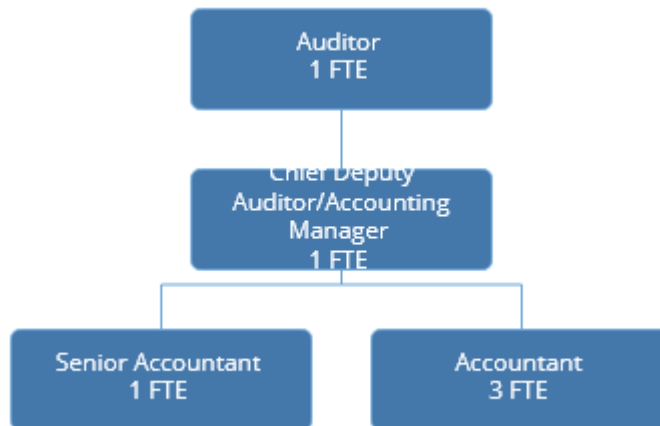 Auditor
1 FTE
Chief Deputy
Auditor/Accounting
Manager
1 FTE
Senior Accountant
1 FTE
Accountant
3 FTE